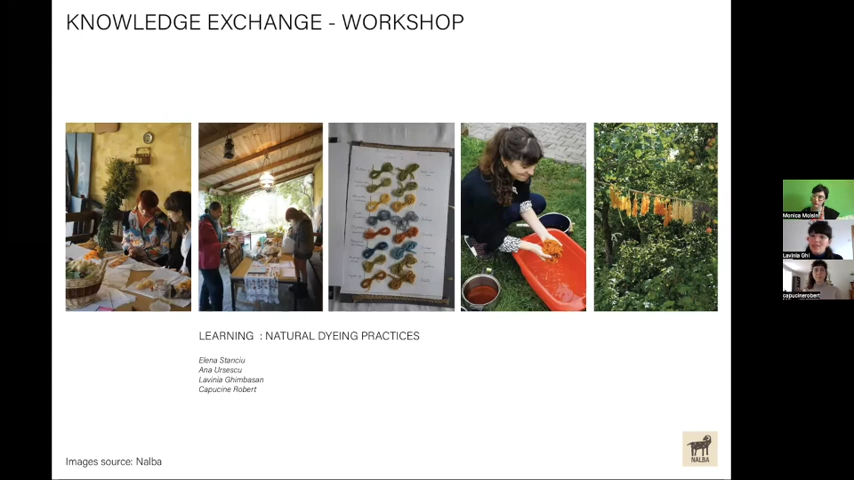 KNOWLEDGE EXCHANGE - WORKSHOP
LEARNING : NATURAL DYEING PRACTICES
Elena Stanciu
Ana Ursescu
Lavinia Ghimbasan
Capucine Robert
Images source: Nalba
NALBA
Monica Moisin
Lavinia Ghi
capucinerobert